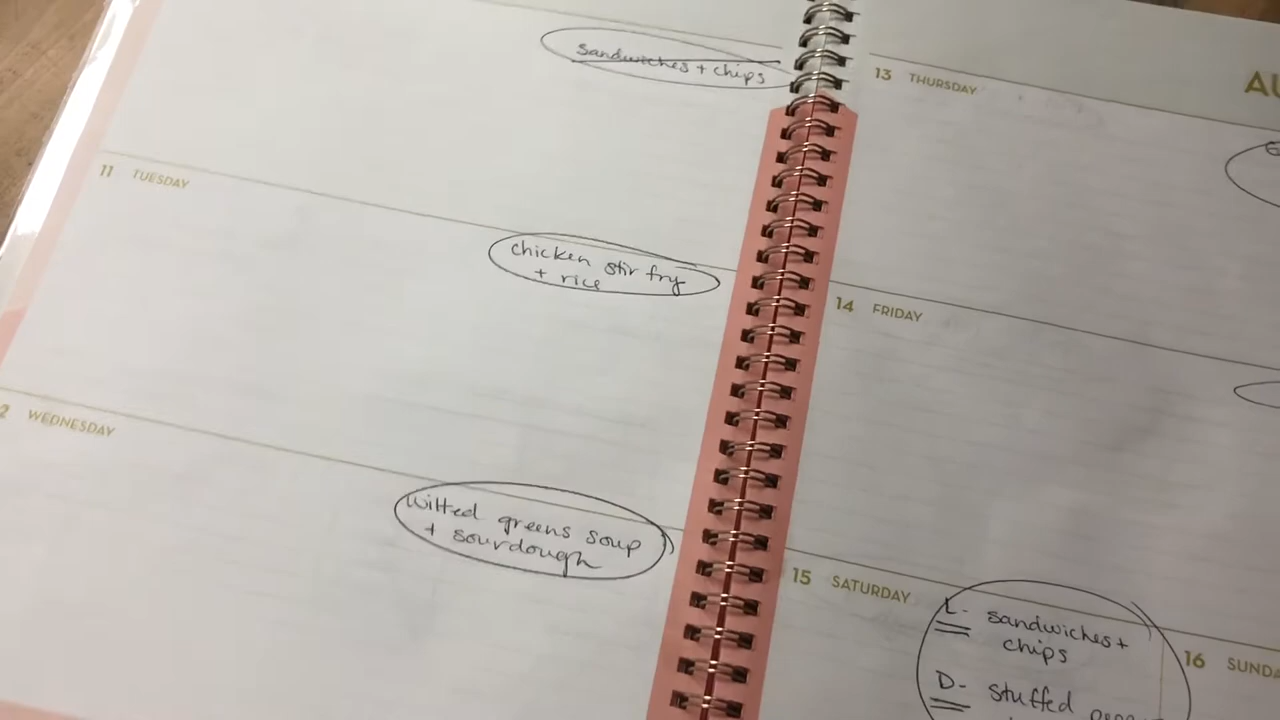 sandwiches + chips
11 TUESDAY
chicken stir fry
+ rice
2 WEDNESDAY
wilted greens soup
+ sourdough
AU
13 THURSDAY
14 FRIDAY
15 SATURDAY
L- sandwiches +
chips
D- stuffed
16 SUNDA